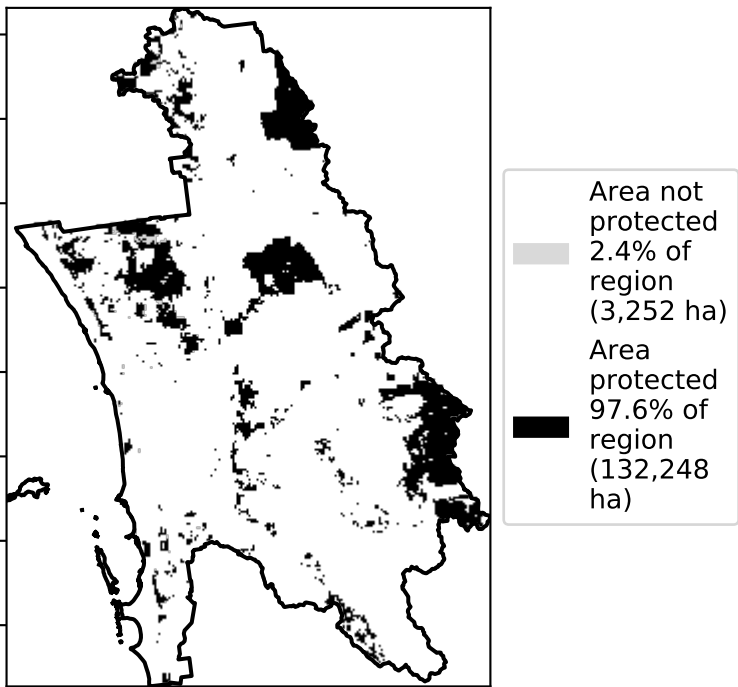 Area not
protected
2.4% of
region
(3,252 ha)
Area
protected
97.6% of
region
(132,248
ha)